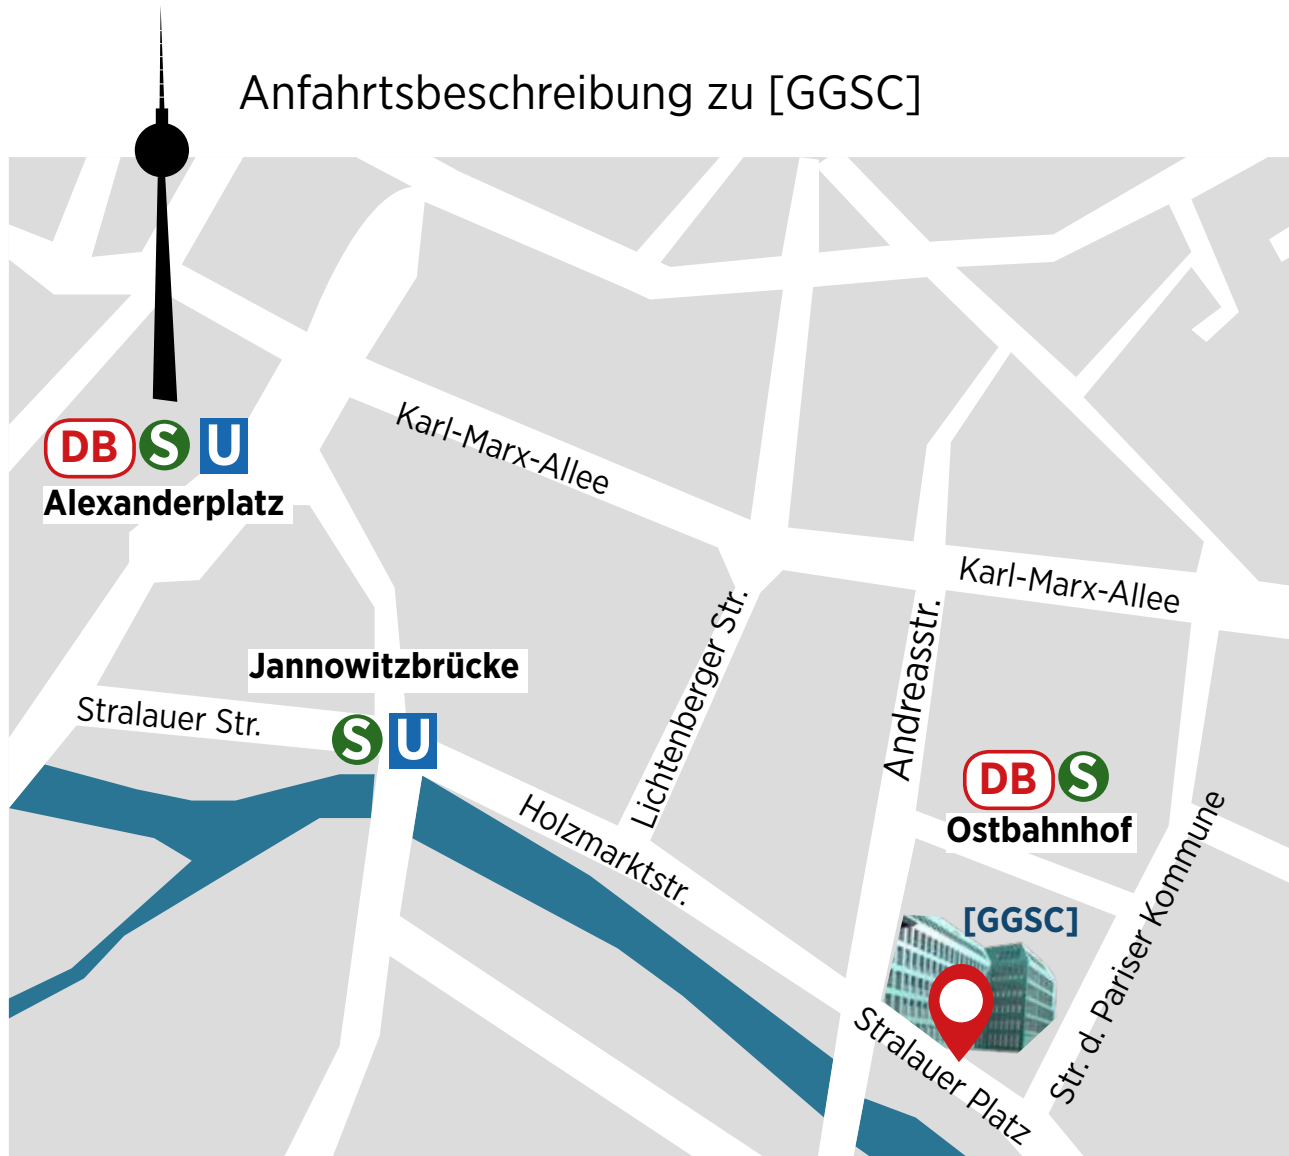 Anfahrtsbeschreibung zu [GGSC]
Karl-Marx-Allee
DB S U
Alexanderplatz
Karl-Marx-Allee
Lichtenberger Str.
Andreasstr.
Jannowitzbrücke
Stralauer Str.
S U
DB S
Ostbahnhof
Holzmarktstr.
Str. d. Pariser Kommune
[GGSC]
Stralauer Platz